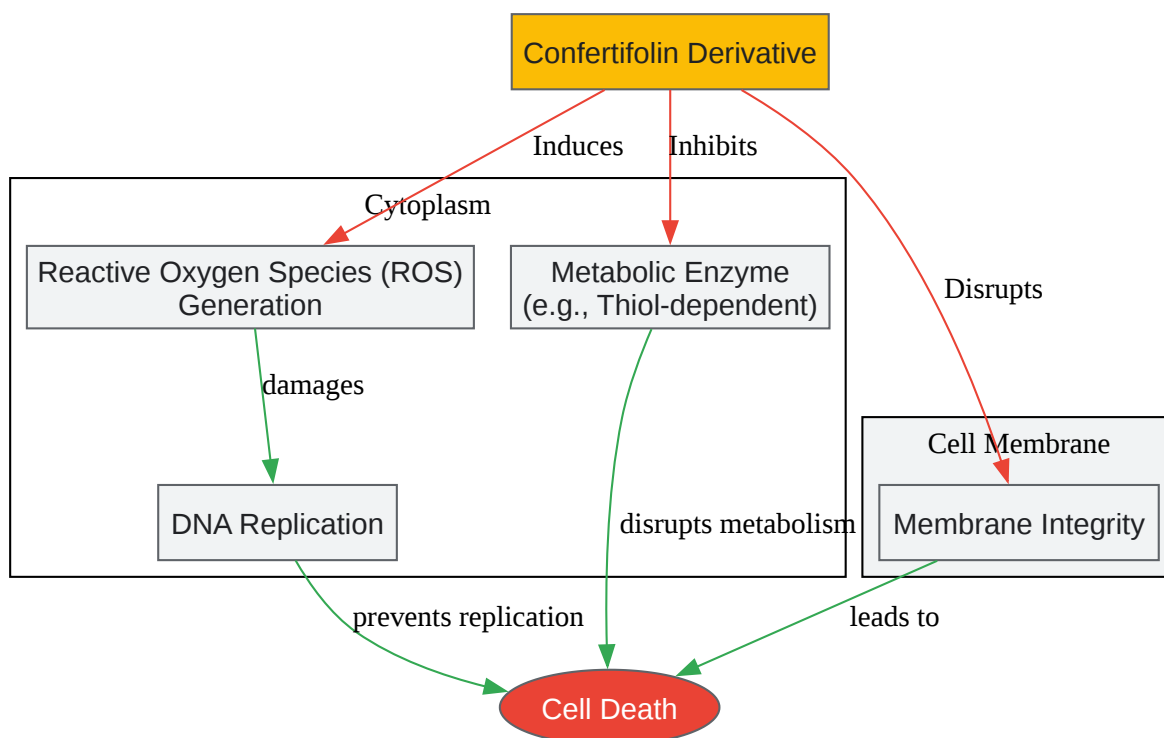 Confertifolin Derivative
Induces
Inhibits
Cytoplasm
Reactive Oxygen Species (ROS)
Generation
Metabolic Enzyme
(e.g., Thiol-dependent)
Disrupts
damages
Cell Membrane
DNA Replication
disrupts metabolism
Membrane Integrity
prevents replication
leads to
Cell Death